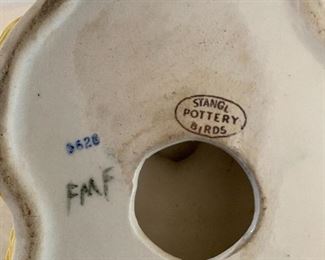 STANGL
POTTERY
BIRDS
3628
FMF